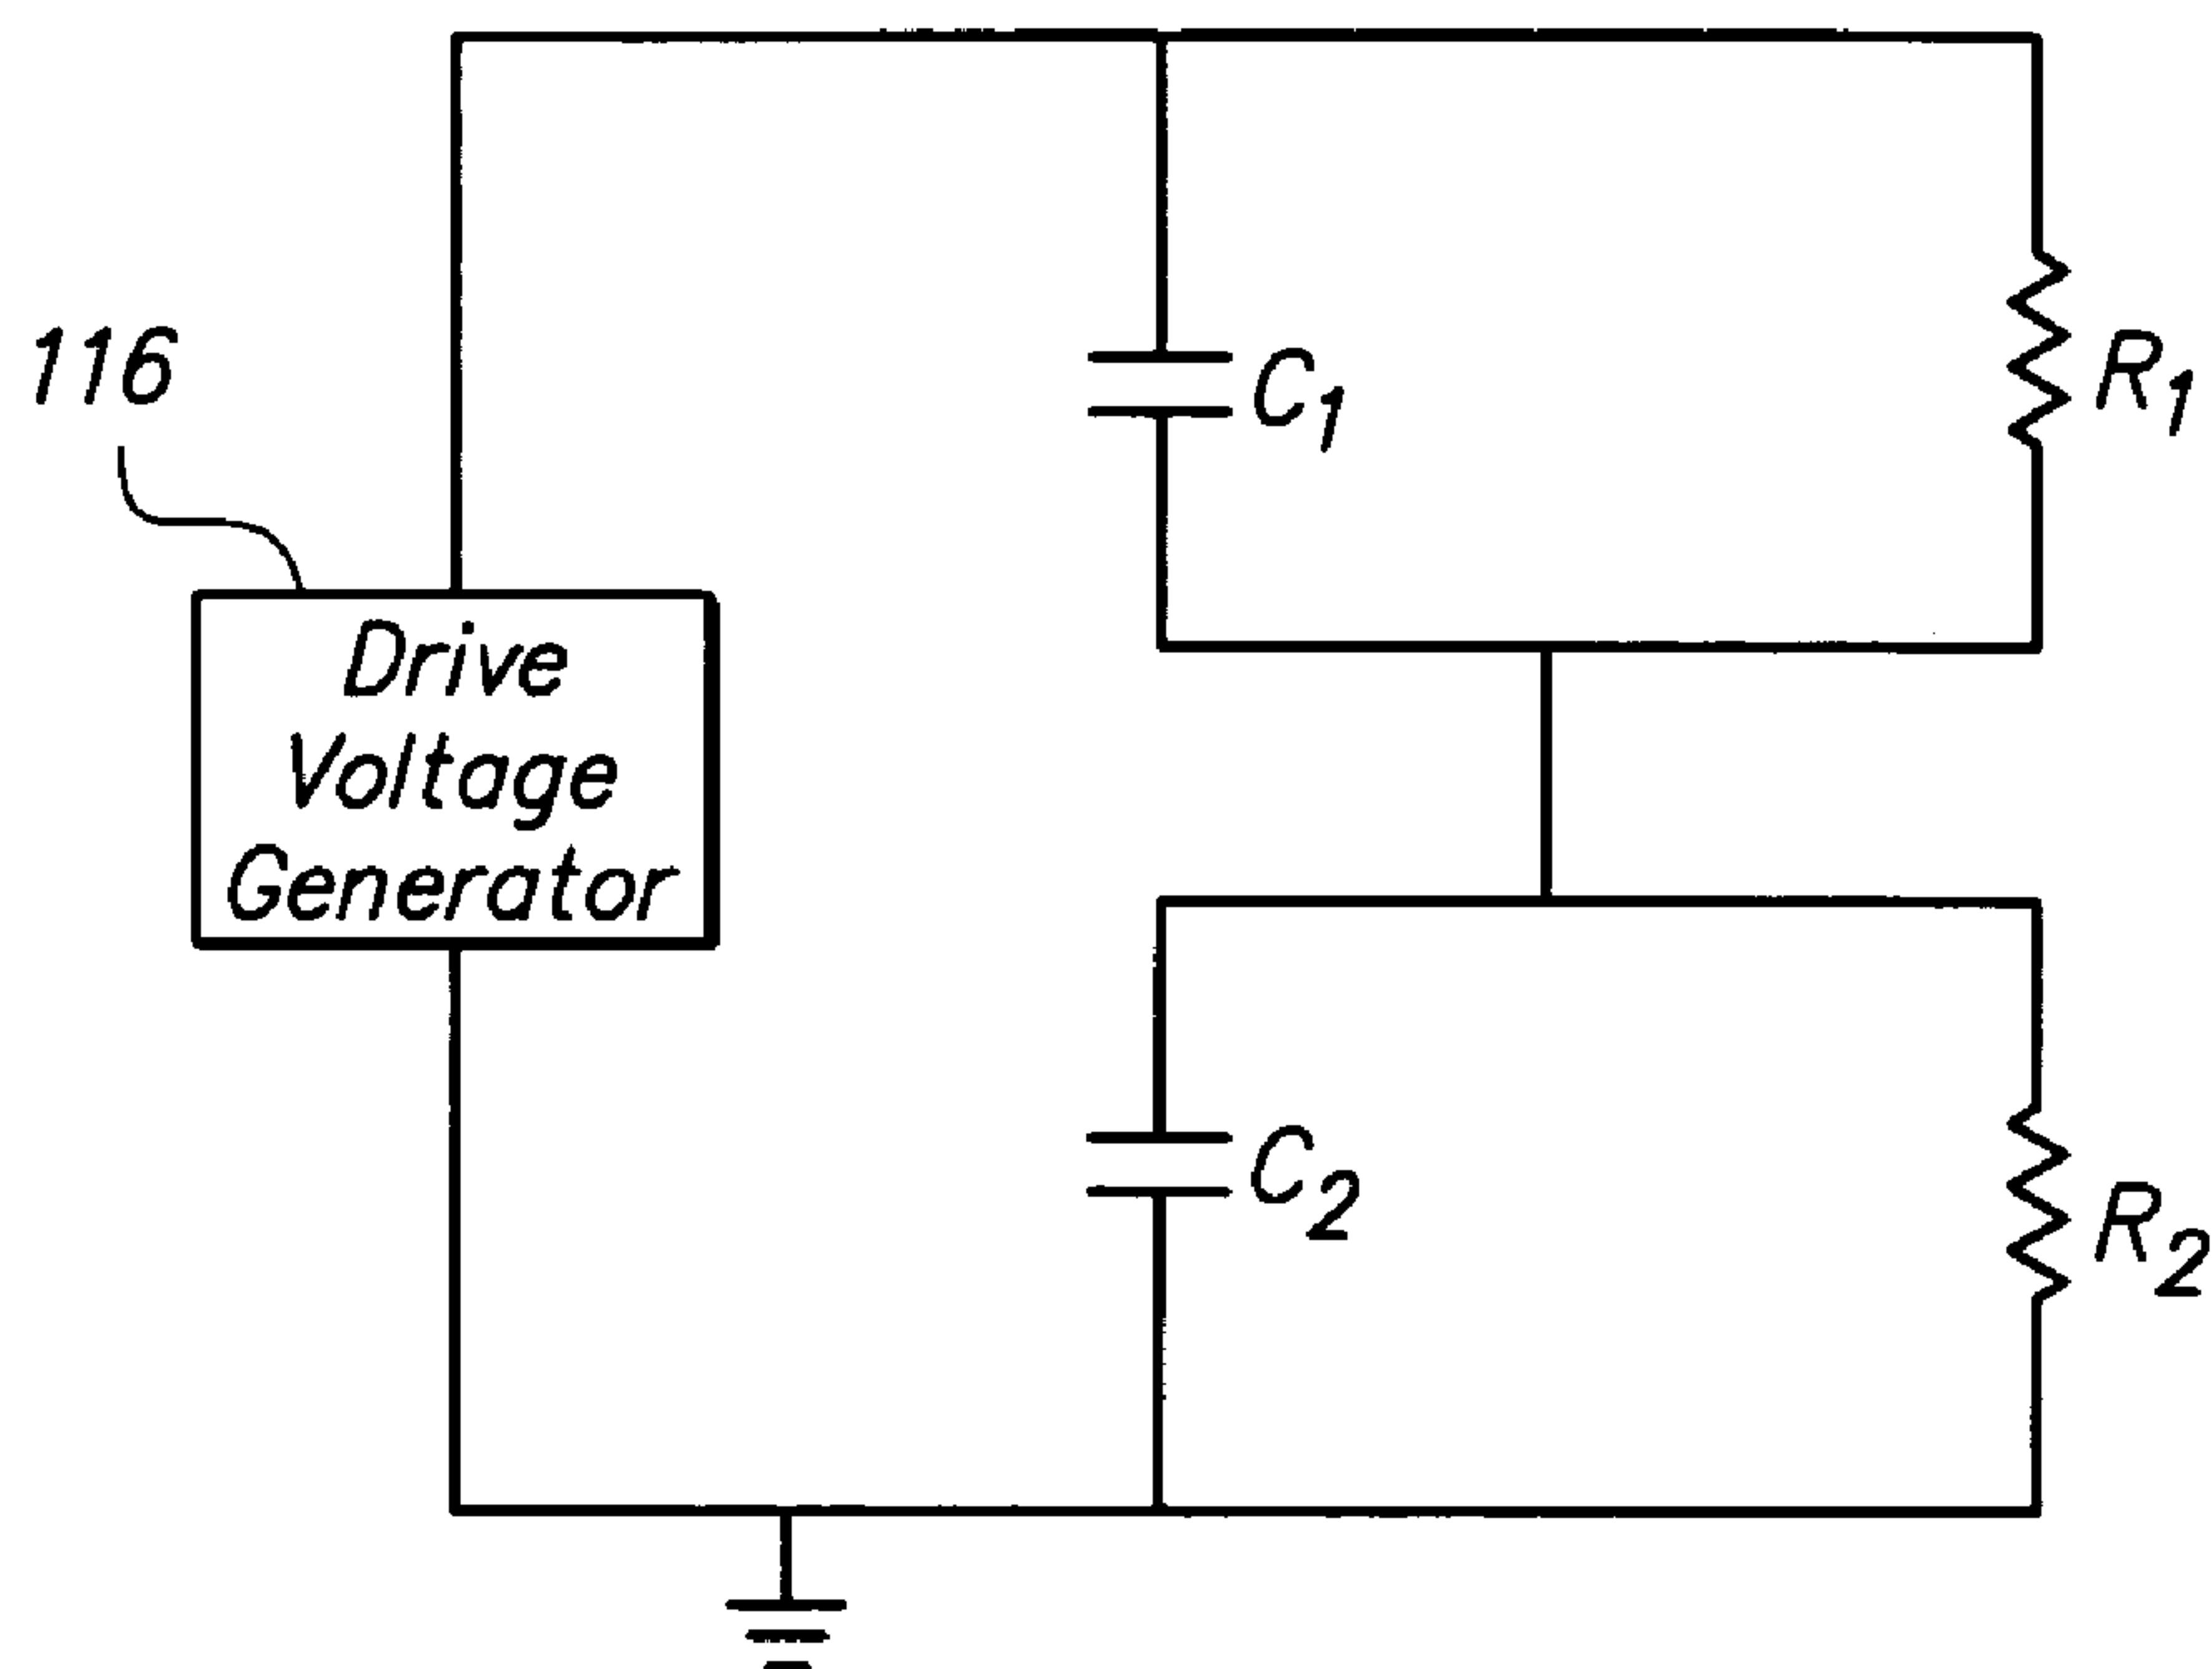 116
C1
R1
Drive
Voltage
Generator
C2
R2